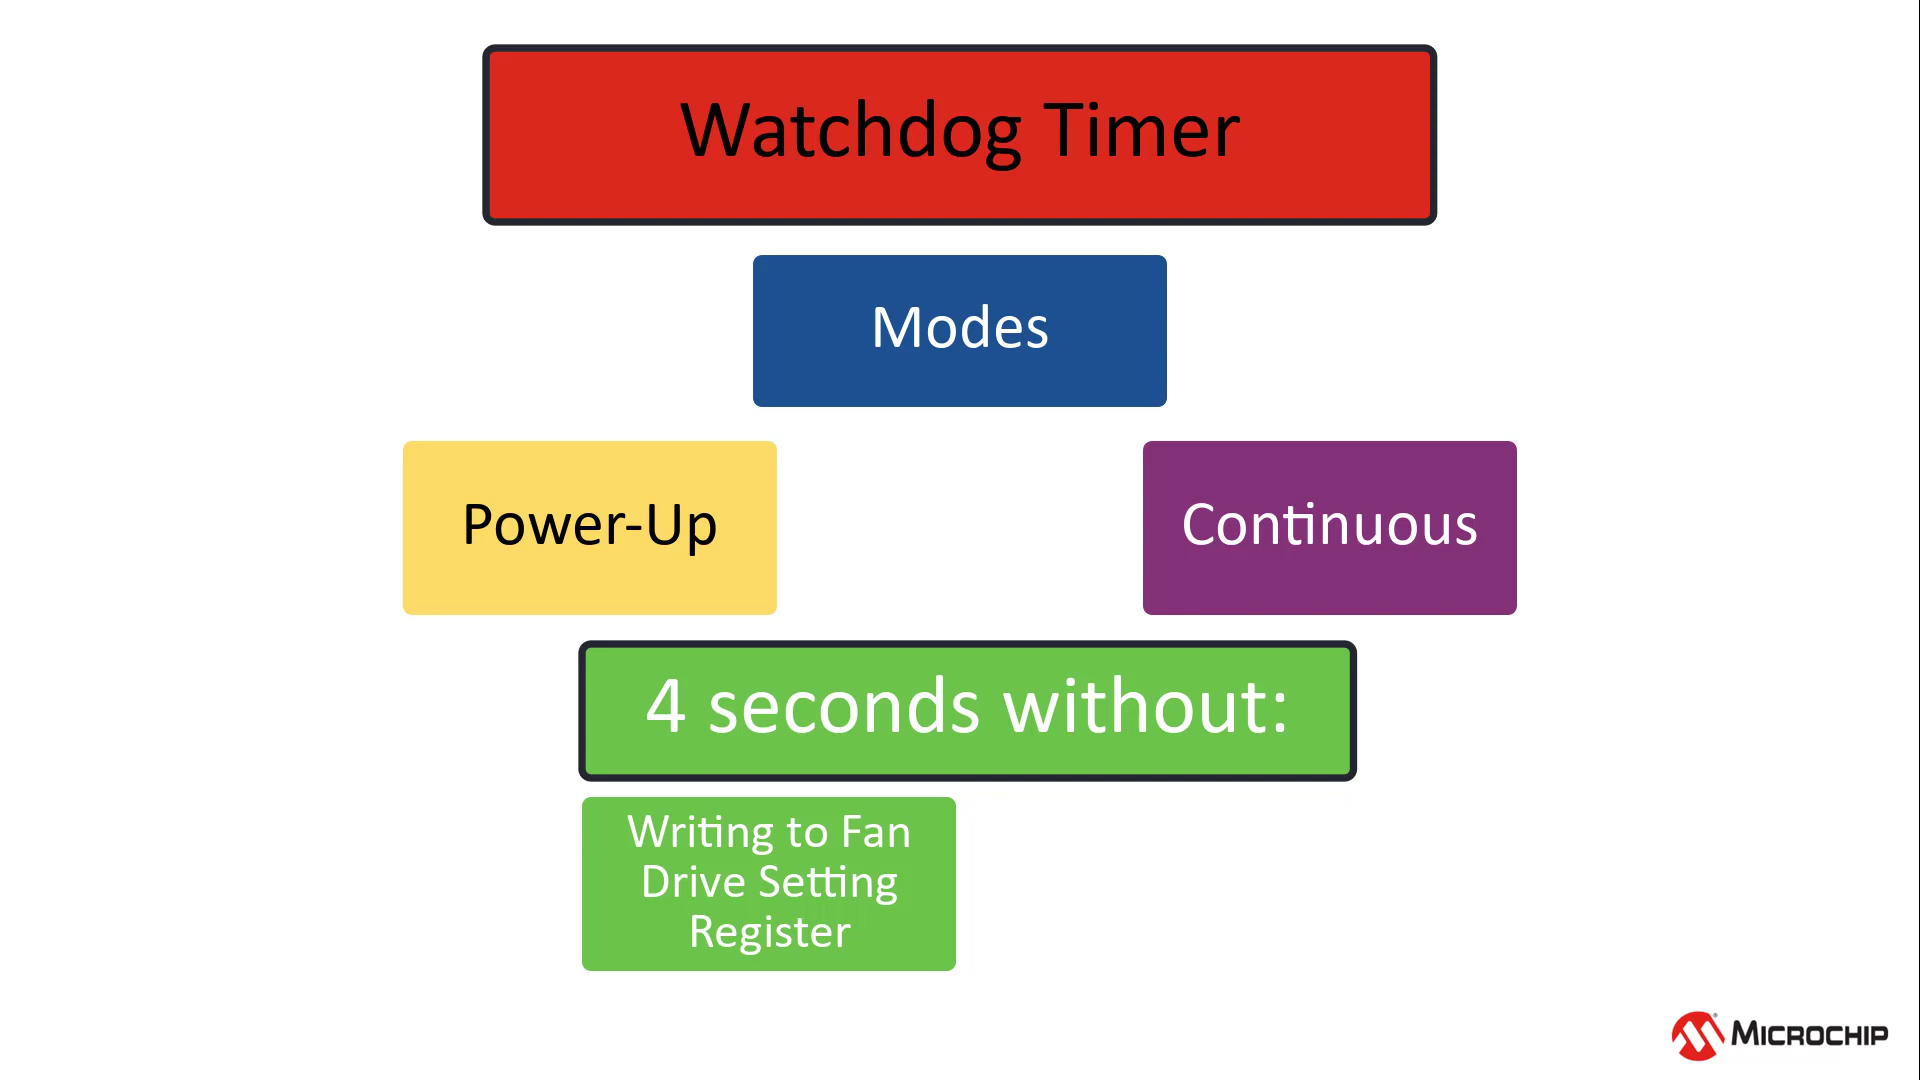 Watchdog Timer
Modes
Power-Up
Continuous
4 seconds without:
Writing to Fan
Drive Setting
Register
MICROCHIP